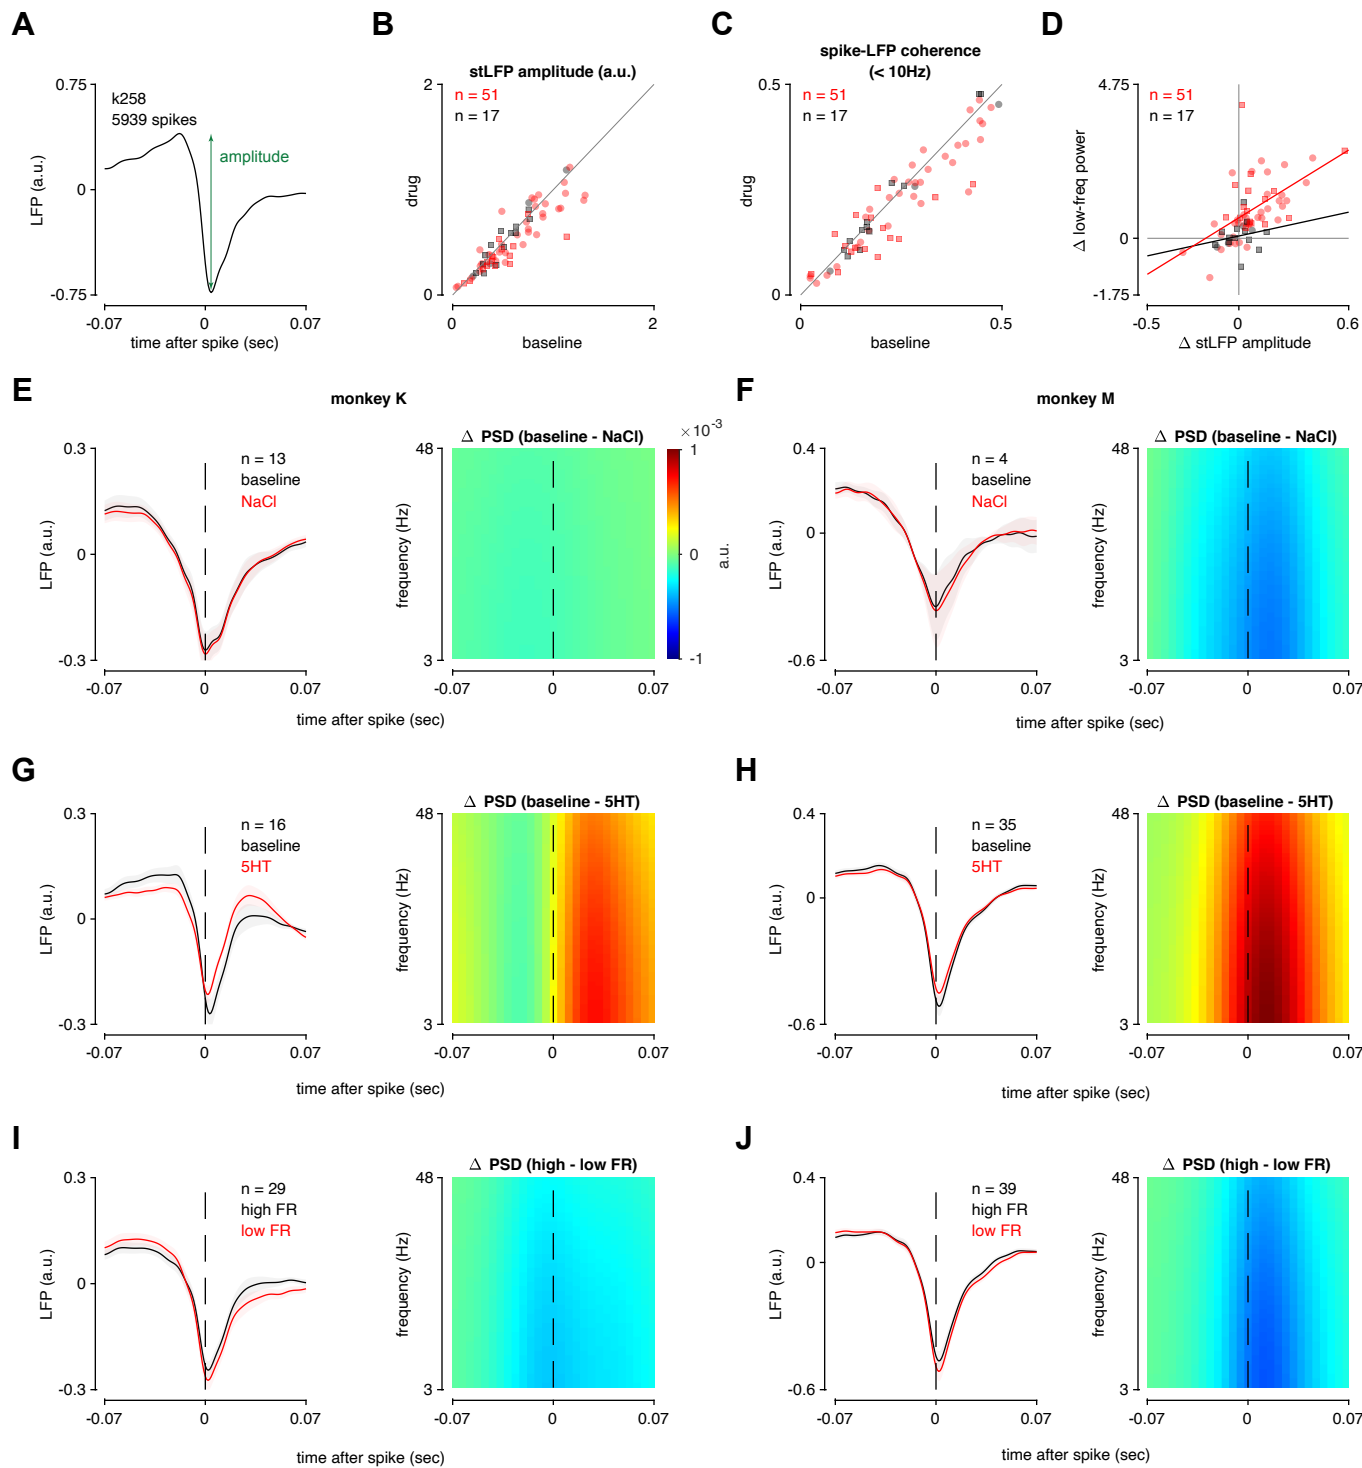 A
B
C
D
0.75
0
-0.75
LFP (a.u.)
k258
5939 spikes
amplitude
-0.07
0
0.07
time after spike (sec)
stLFP amplitude (a.u.)
n = 51
n = 17
2
drug
0
0
2
baseline
spike-LFP coherence
(< 10Hz)
n = 51
n = 17
0.5
drug
0
0
0.5
baseline
4.75
n = 51
n = 17
Δ low-freq power
0
-1.75
-0.5
0
0.6
Δ stLFP amplitude
E
monkey K
F
monkey M
0.3
0
-0.3
LFP (a.u.)
n = 13
baseline
NaCl
-0.07
0
0.07
Δ PSD (baseline - NaCl)
48
frequency (Hz)
3
-0.07
0
0.07
×10-3
1
0
-1
a.u.
time after spike (sec)
0.4
0
-0.6
LFP (a.u.)
n = 4
baseline
NaCl
-0.07
0
0.07
Δ PSD (baseline - NaCl)
48
frequency (Hz)
3
-0.07
0
0.07
time after spike (sec)
G
0.3
0
-0.3
LFP (a.u.)
n = 16
baseline
5HT
-0.07
0
0.07
Δ PSD (baseline - 5HT)
48
frequency (Hz)
3
-0.07
0
0.07
time after spike (sec)
H
0.4
0
-0.6
LFP (a.u.)
n = 35
baseline
5HT
-0.07
0
0.07
Δ PSD (baseline - 5HT)
48
frequency (Hz)
3
-0.07
0
0.07
time after spike (sec)
I
0.3
0
-0.3
LFP (a.u.)
n = 29
high FR
low FR
-0.07
0
0.07
Δ PSD (high - low FR)
48
frequency (Hz)
3
-0.07
0
0.07
time after spike (sec)
J
0.4
0
-0.6
LFP (a.u.)
n = 39
high FR
low FR
-0.07
0
0.07
Δ PSD (high - low FR)
48
frequency (Hz)
3
-0.07
0
0.07
time after spike (sec)